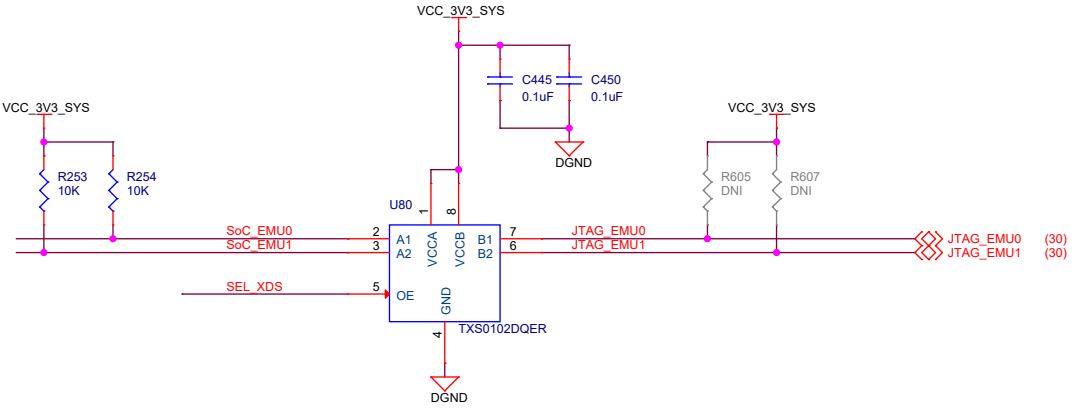 VCC_3V3_SYS
C445
0.1uF
C450
0.1uF
DGND
VCC_3V3_SYS
R253
10K
R254
10K
VCC_3V3_SYS
R605
DNI
R607
DNI
U80
1
8
SoC_EMU0
2
A1
VCCA
VCCB
B1
7
JTAG_EMU0
JTAG_EMU0 (30)
SoC_EMU1
3
A2
B2
6
JTAG_EMU1
JTAG_EMU1 (30)
SEL_XDS
5
OE
GND
4
TXS0102DQER
DGND